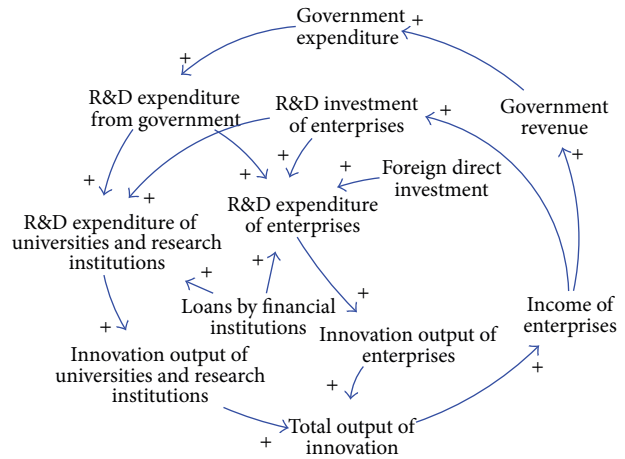 Government
expenditure
+
+
R&D expenditure
from government
R&D investment
of enterprises
+
Government
revenue
+
+
+
+
+
+
Foreign direct
investment
R&D expenditure of
universities and research
institutions
R&D expenditure
of enterprises
+
+
Loans by financial
institutions
+
Income of
enterprises
+
Innovation output of
enterprises
Innovation output of
universities and research
institutions
+
+
+
Total output of
innovation